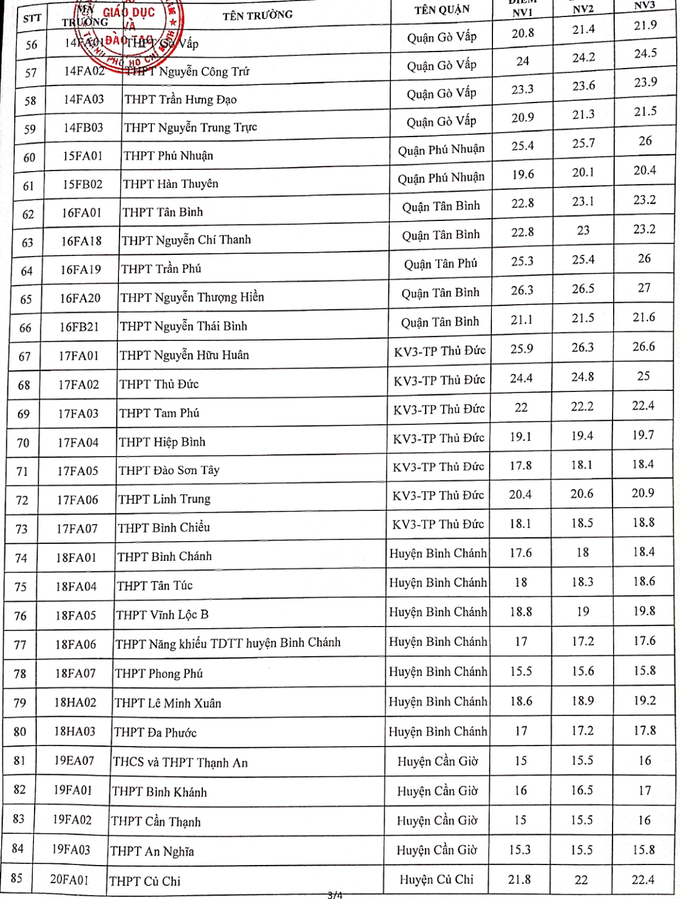 STT MÃ TRƯỜNG TÊN TRƯỜNG TÊN QUẬN ĐIỂM NV1 NV2 NV3
GIÁO DỤC
VÀ
ĐÀO TẠO
THÀNH PHỐ HỒ CHÍ MINH
56 14FA01 THPT Gò Vấp Quận Gò Vấp 20.8 21.4 21.9
57 14FA02 THPT Nguyễn Công Trứ Quận Gò Vấp 24 24.2 24.5
58 14FA03 THPT Trần Hưng Đạo Quận Gò Vấp 23.3 23.6 23.9
59 14FB03 THPT Nguyễn Trung Trực Quận Gò Vấp 20.9 21.3 21.5
60 15FA01 THPT Phú Nhuận Quận Phú Nhuận 25.4 25.7 26
61 15FB02 THPT Hàn Thuyên Quận Phú Nhuận 19.6 20.1 20.4
62 16FA01 THPT Tân Bình Quận Tân Bình 22.8 23.1 23.2
63 16FA18 THPT Nguyễn Chí Thanh Quận Tân Bình 22.8 23 23.2
64 16FA19 THPT Trần Phú Quận Tân Phú 25.3 25.4 26
65 16FA20 THPT Nguyễn Thượng Hiền Quận Tân Bình 26.3 26.5 27
66 16FB21 THPT Nguyễn Thái Bình Quận Tân Bình 21.1 21.5 21.6
67 17FA01 THPT Nguyễn Hữu Huân KV3-TP Thủ Đức 25.9 26.3 26.6
68 17FA02 THPT Thủ Đức KV3-TP Thủ Đức 24.4 24.8 25
69 17FA03 THPT Tam Phú KV3-TP Thủ Đức 22 22.2 22.4
70 17FA04 THPT Hiệp Bình KV3-TP Thủ Đức 19.1 19.4 19.7
71 17FA05 THPT Đào Sơn Tây KV3-TP Thủ Đức 17.8 18.1 18.4
72 17FA06 THPT Linh Trung KV3-TP Thủ Đức 20.4 20.6 20.9
73 17FA07 THPT Bình Chiểu KV3-TP Thủ Đức 18.1 18.5 18.8
74 18FA01 THPT Bình Chánh Huyện Bình Chánh 17.6 18 18.4
75 18FA04 THPT Tân Túc Huyện Bình Chánh 18 18.3 18.6
76 18FA05 THPT Vĩnh Lộc B Huyện Bình Chánh 18.8 19 19.8
77 18FA06 THPT Năng khiếu TDTT huyện Bình Chánh Huyện Bình Chánh 17 17.2 17.6
78 18FA07 THPT Phong Phú Huyện Bình Chánh 15.5 15.6 15.8
79 18HA02 THPT Lê Minh Xuân Huyện Bình Chánh 18.6 18.9 19.2
80 18HA03 THPT Đa Phước Huyện Bình Chánh 17 17.2 17.8
81 19EA07 THCS và THPT Thạnh An Huyện Cần Giờ 15 15.5 16
82 19FA01 THPT Bình Khánh Huyện Cần Giờ 16 16.5 17
83 19FA02 THPT Cần Thạnh Huyện Cần Giờ 15 15.5 16
84 19FA03 THPT An Nghĩa Huyện Cần Giờ 15.3 15.5 15.8
85 20FA01 THPT Củ Chi Huyện Củ Chi 21.8 22 22.4
3/4